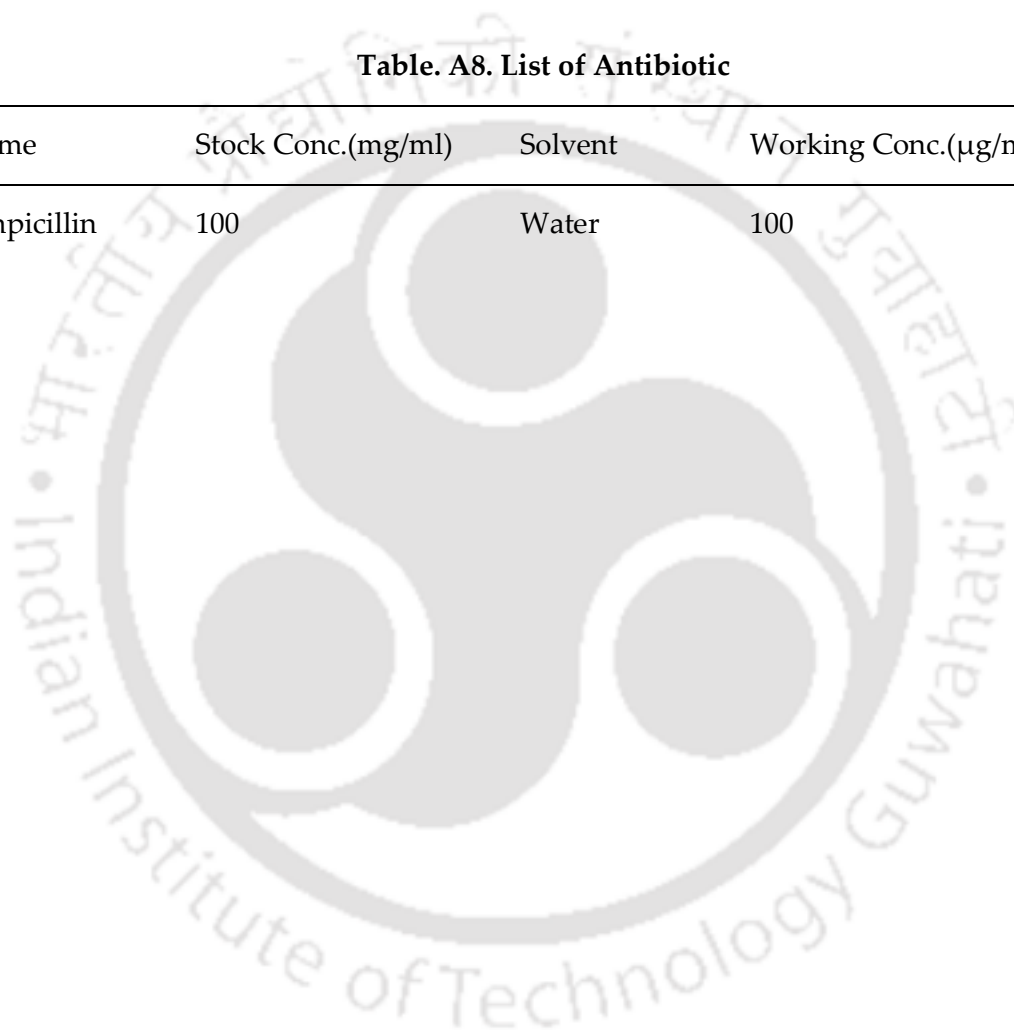 Table. A8. List of Antibiotic
me Stock Conc.(mg/ml) Solvent Working Conc.(µg/m
npicillin 100 Water 100
भारतीय प्रौद्योगिकी संस्थान गुवाहाटी
Indian Institute of Technology Guwahati